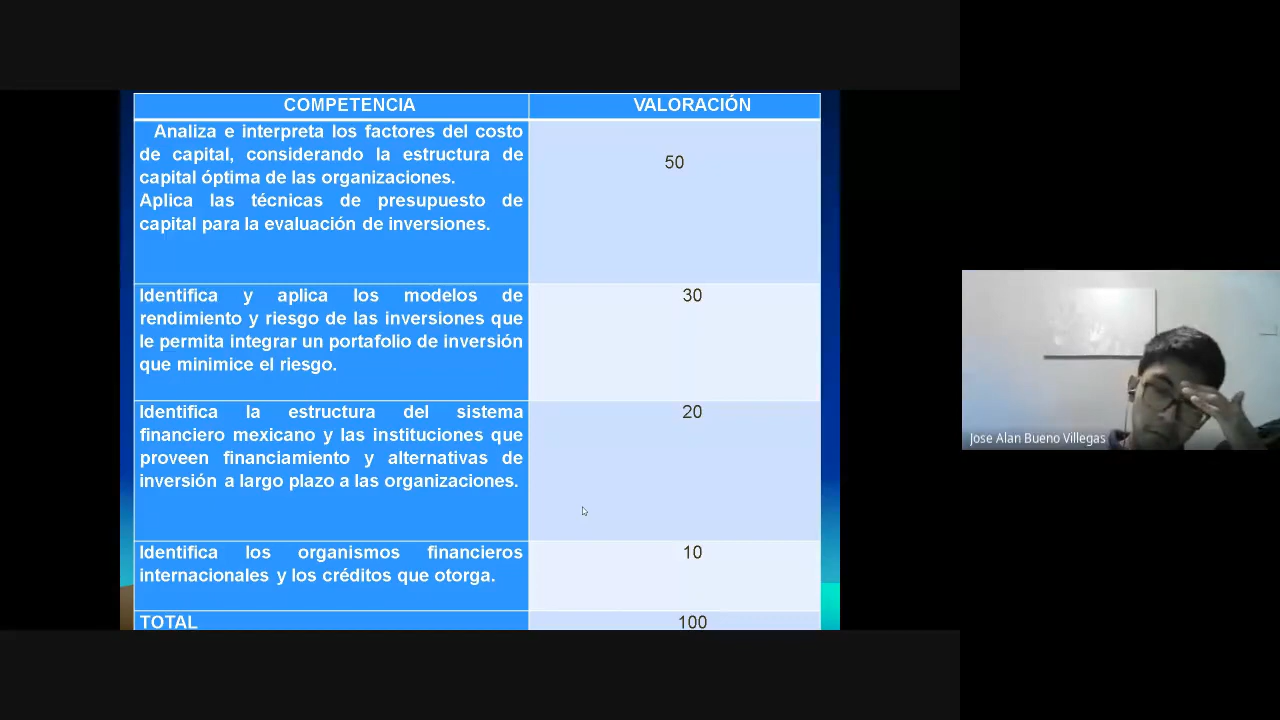 COMPETENCIA
VALORACIÓN
Analiza e interpreta los factores del costo
de capital, considerando la estructura de
capital óptima de las organizaciones.
Aplica las técnicas de presupuesto de
capital para la evaluación de inversiones.
50
Identifica y aplica los modelos de
rendimiento y riesgo de las inversiones que
le permita integrar un portafolio de inversión
que minimice el riesgo.
30
Identifica la estructura del sistema
financiero mexicano y las instituciones que
proveen financiamiento y alternativas de
inversión a largo plazo a las organizaciones.
20
Identifica los organismos financieros
internacionales y los créditos que otorga.
10
TOTAL
100
Jose Alan Bueno Villegas